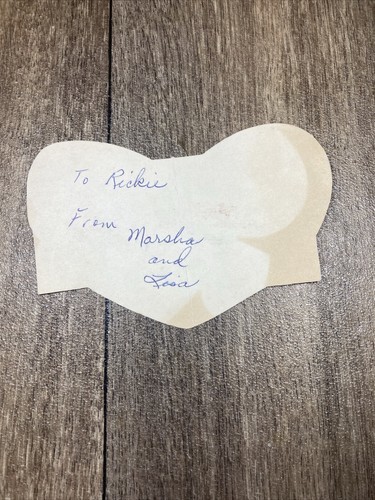 To Rickie
From
Marsha
and
Lisa